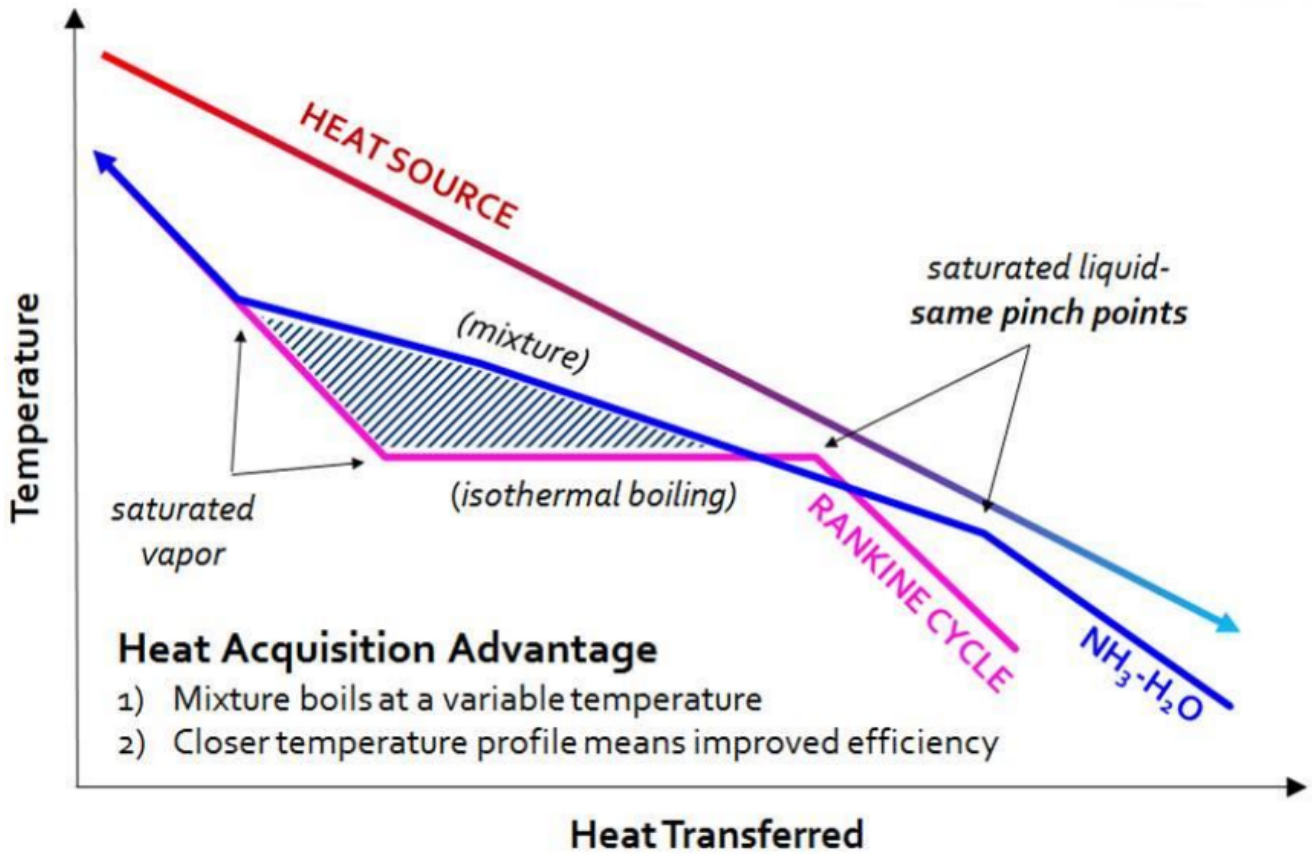 HEAT SOURCE
saturated liquid-
same pinch points
(mixture)
Temperature
(isothermal boiling)
saturated
vapor
RANKINE CYCLE
NH₃-H₂O
Heat Acquisition Advantage
1) Mixture boils at a variable temperature
2) Closer temperature profile means improved efficiency
Heat Transferred